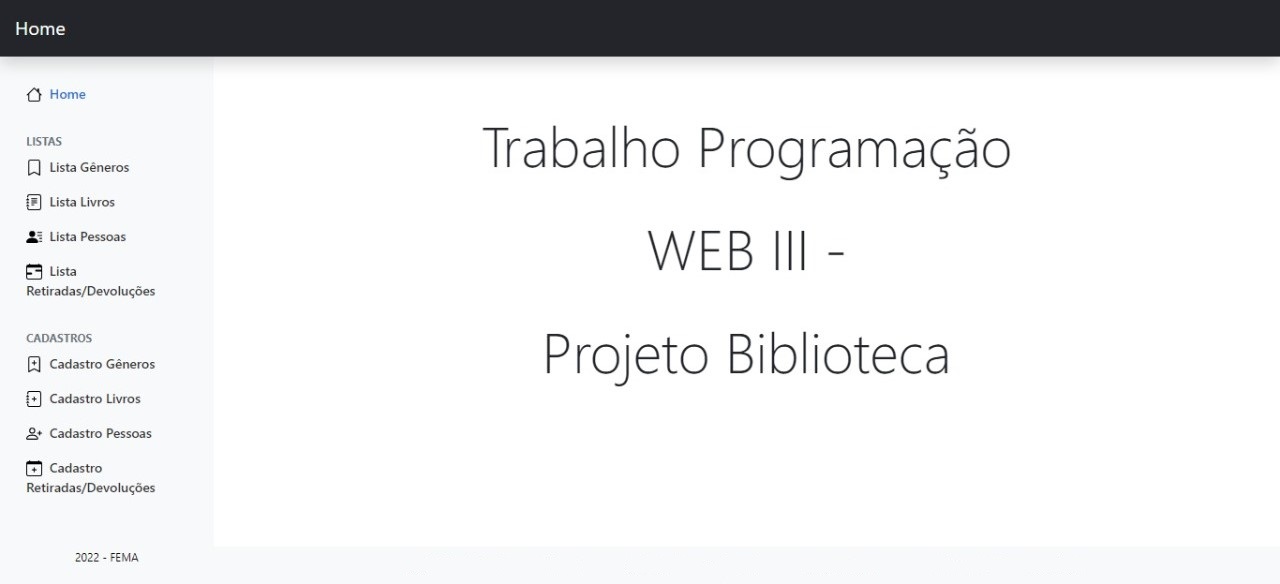 Home
Home
LISTAS
Lista Gêneros
Lista Livros
Lista Pessoas
Lista
Retiradas/Devoluções
CADASTROS
Cadastro Gêneros
Cadastro Livros
Cadastro Pessoas
Cadastro
Retiradas/Devoluções
2022 - FEMA
Trabalho Programação
WEB III -
Projeto Biblioteca